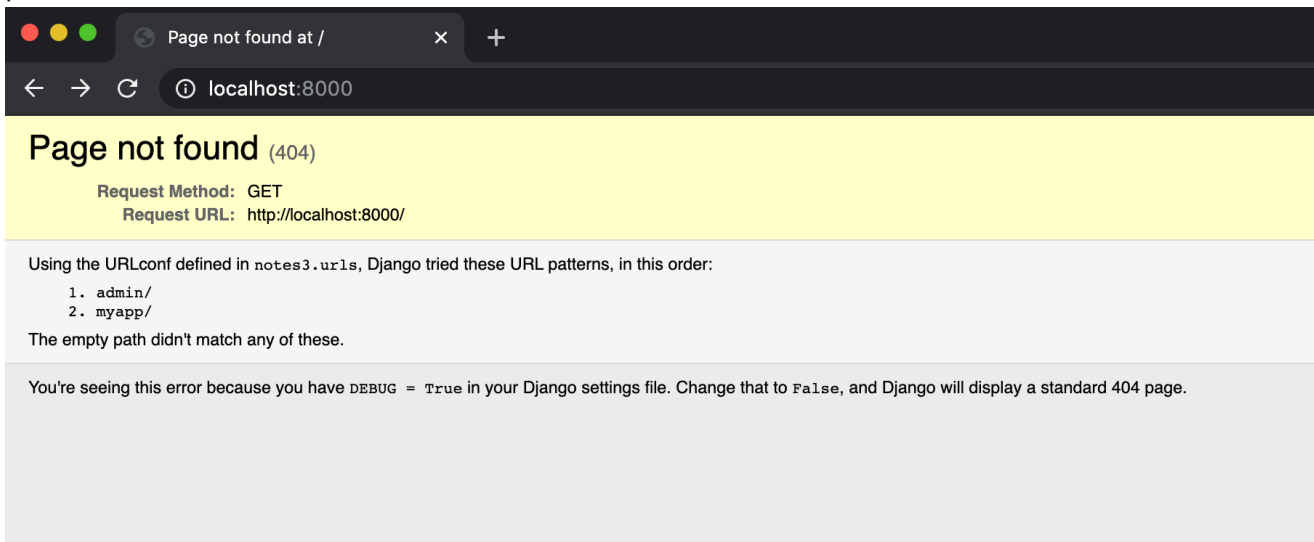 Page not found at /
localhost:8000
Page not found (404)
Request Method: GET
Request URL: http://localhost:8000/
Using the URLconf defined in notes3.urls, Django tried these URL patterns, in this order:
1. admin/
2. myapp/
The empty path didn't match any of these.
You're seeing this error because you have DEBUG = True in your Django settings file. Change that to False, and Django will display a standard 404 page.